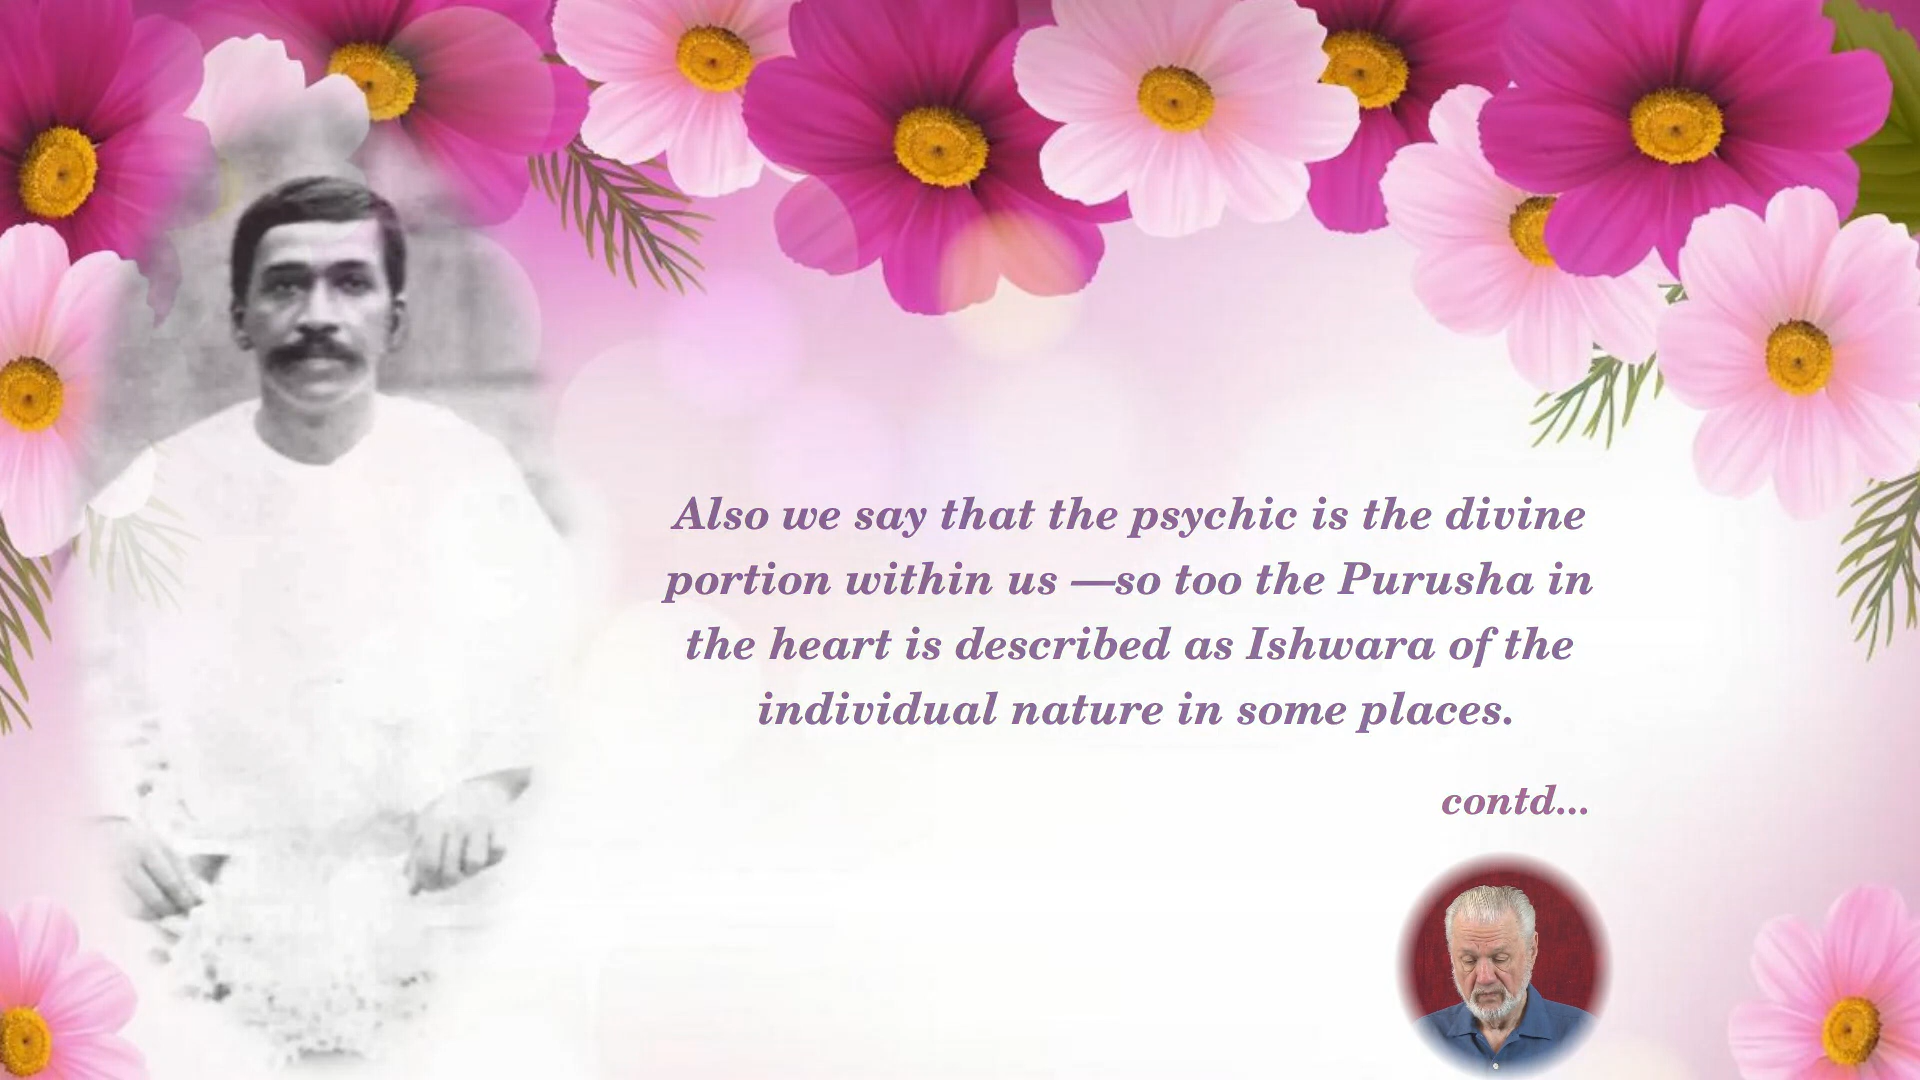 Also we say that the psychic is the divine
portion within us —so too the Purusha in
the heart is described as Ishwara of the
individual nature in some places.
contd...